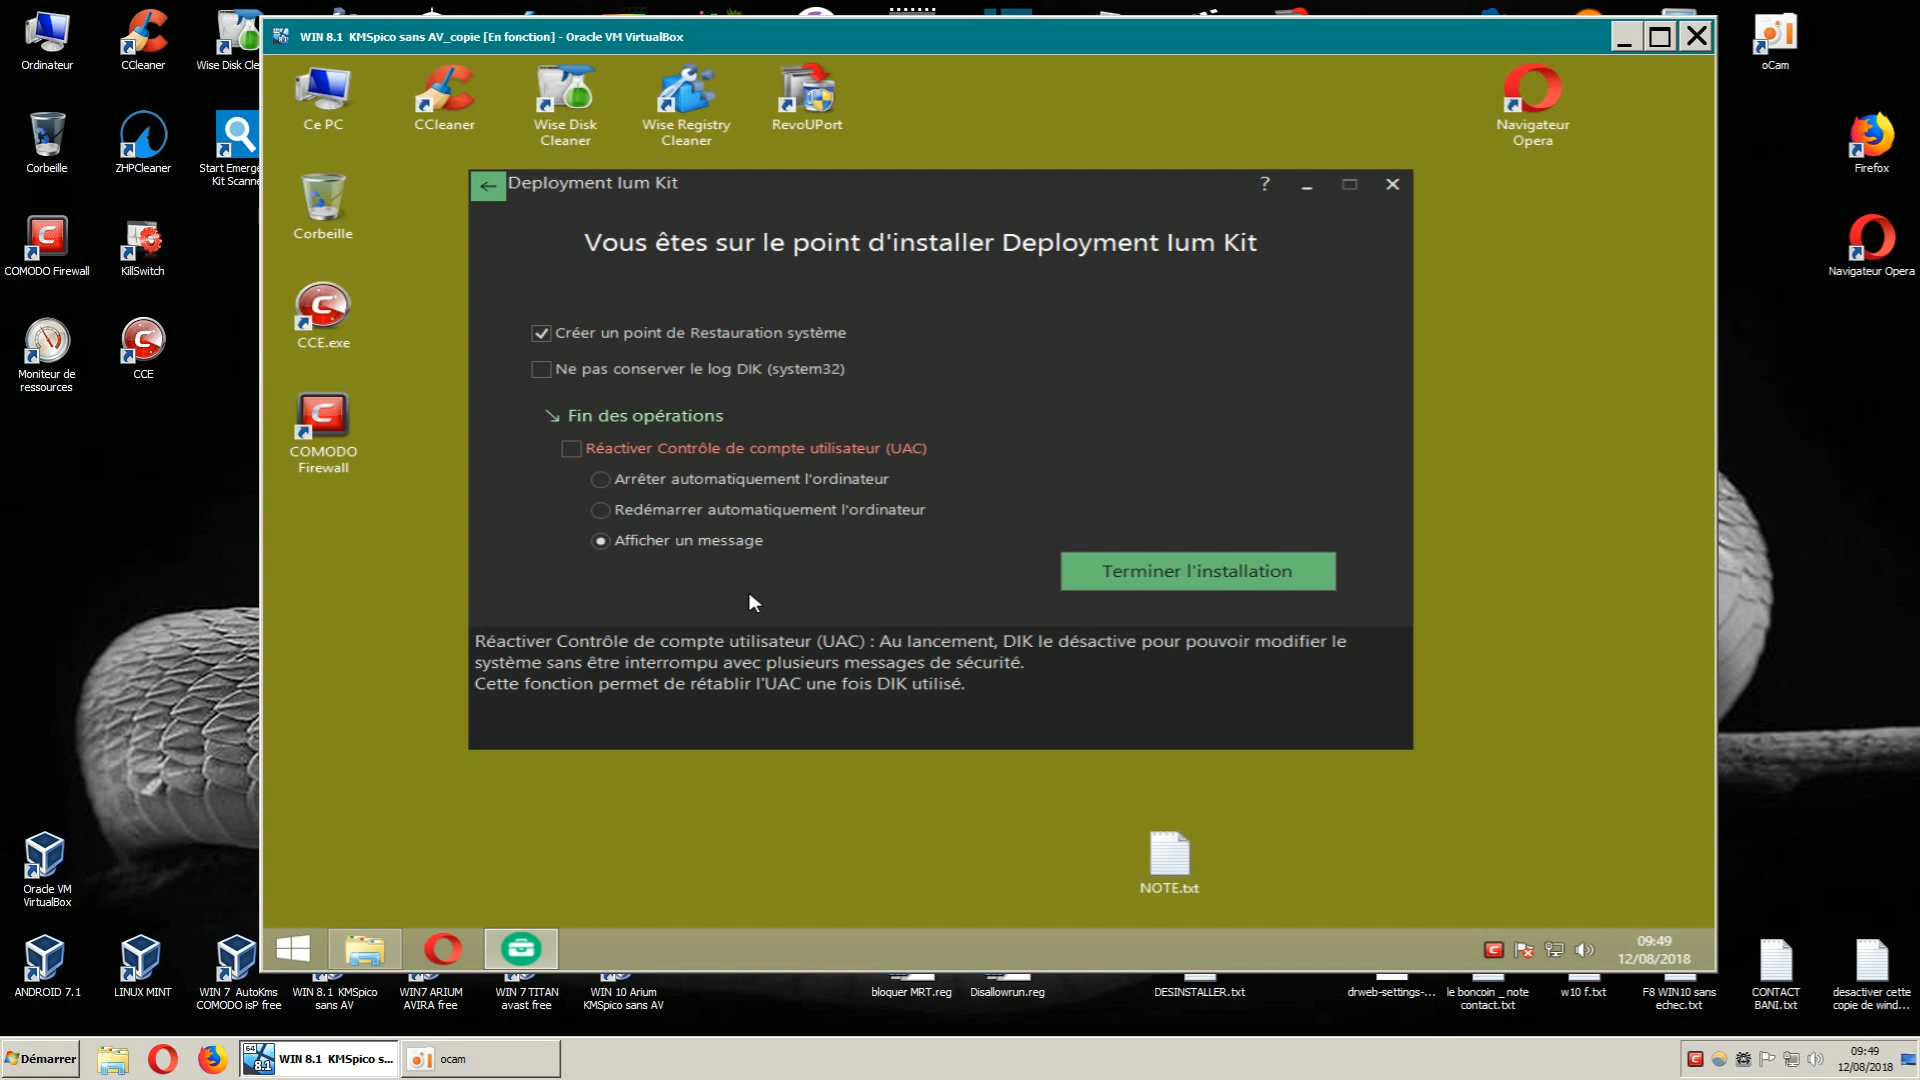 WIN 8.1 KMSpico sans AV_copie [En fonction] - Oracle VM VirtualBox
Ordinateur
CCleaner
Wise Disk Cle
oCam
Corbeille
ZHPCleaner
Start Emerge
Kit Scanne
Firefox
COMODO Firewall
KillSwitch
Navigateur Opera
Moniteur de
ressources
CCE
Ce PC
CCleaner
Wise Disk
Cleaner
Wise Registry
Cleaner
RevoUPort
Navigateur
Opera
Corbeille
CCE.exe
COMODO
Firewall
Deployment Ium Kit
?
Vous êtes sur le point d'installer Deployment Ium Kit
Créer un point de Restauration système
Ne pas conserver le log DIK (system32)
Fin des opérations
Réactiver Contrôle de compte utilisateur (UAC)
Arrêter automatiquement l'ordinateur
Redémarrer automatiquement l'ordinateur
Afficher un message
Terminer l'installation
Réactiver Contrôle de compte utilisateur (UAC) : Au lancement, DIK le désactive pour pouvoir modifier le
système sans être interrompu avec plusieurs messages de sécurité.
Cette fonction permet de rétablir l'UAC une fois DIK utilisé.
NOTE.txt
09:49
12/08/2018
Oracle VM
VirtualBox
ANDROID 7.1
LINUX MINT
WIN 7 AutoKms
COMODO isP free
WIN 8.1 KMSpico
sans AV
WIN7 ARIUM
AVIRA free
WIN 7 TITAN
avast free
WIN 10 Arium
KMSpico sans AV
bloquer MRT.reg
Disallowrun.reg
DESINSTALLER.txt
drweb-settings-...
le boncoin _ note
contact.txt
w10 f.txt
F8 WIN10 sans
echec.txt
CONTACT
BANI.txt
desactiver cette
copie de wind...
Démarrer
64
8.1
WIN 8.1 KMSpico s...
ocam
09:49
12/08/2018